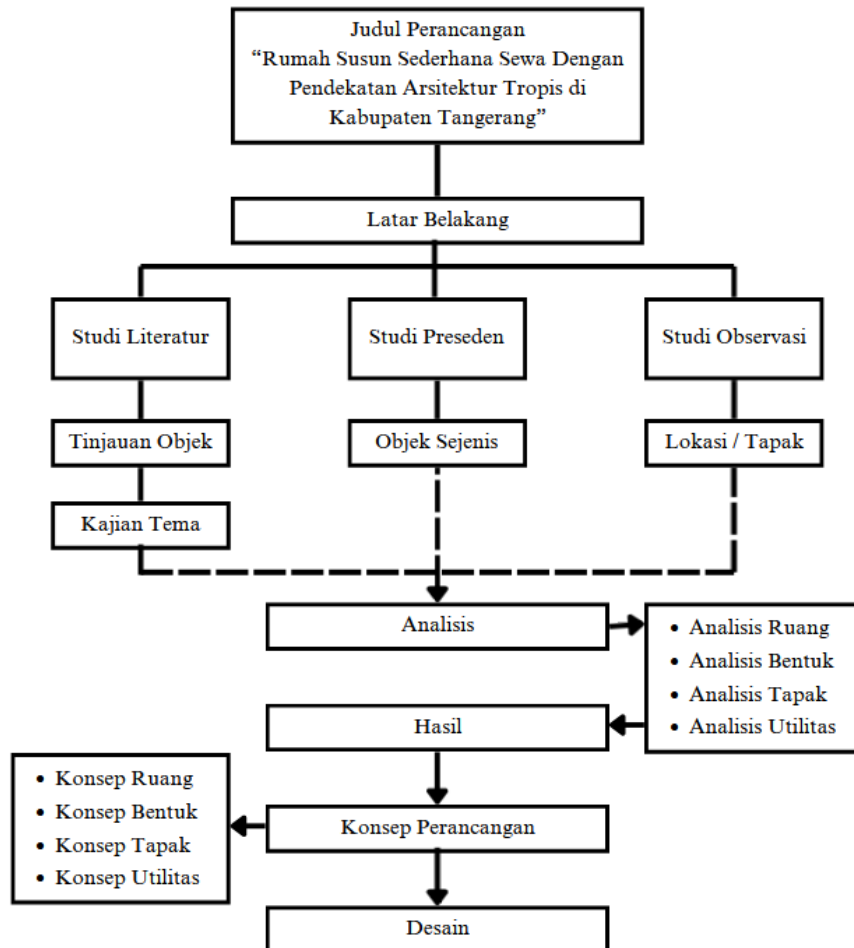 Judul Perancangan
“Rumah Susun Sederhana Sewa Dengan
Pendekatan Arsitektur Tropis di
Kabupaten Tangerang”
Latar Belakang
Studi Literatur
Studi Preseden
Studi Observasi
Tinjauan Objek
Objek Sejenis
Lokasi / Tapak
Kajian Tema
Analisis
• Analisis Ruang
• Analisis Bentuk
• Analisis Tapak
• Analisis Utilitas
Hasil
Konsep Perancangan
• Konsep Ruang
• Konsep Bentuk
• Konsep Tapak
• Konsep Utilitas
Desain